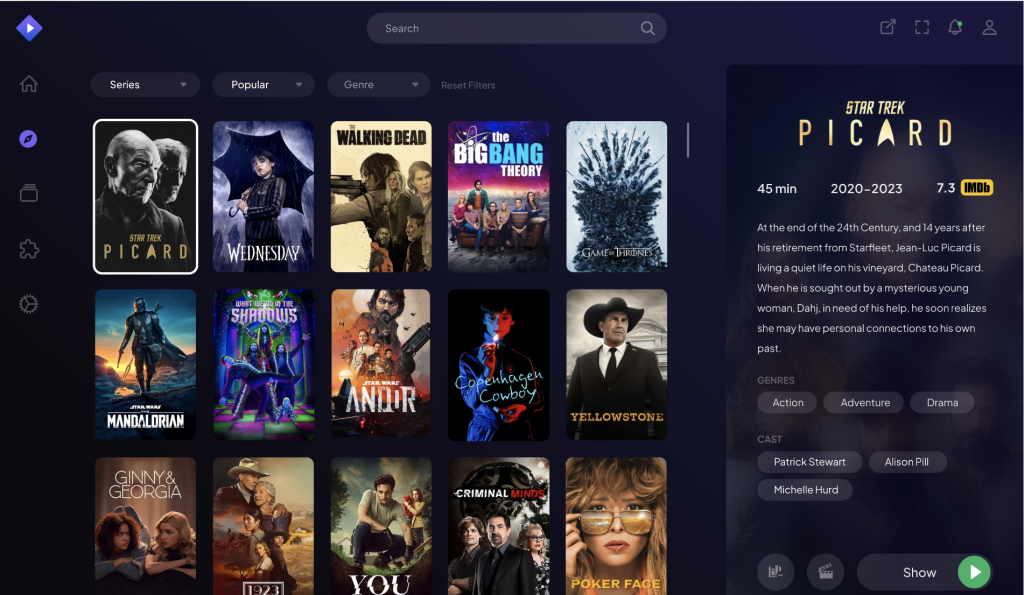 Search
Series
Popular
Genre
Reset Filters
STAR TREK
PICARD
WEDNESDAY
THE
WALKING DEAD
the
BIG BANG
THEORY
GAME OF THRONES
STAR WARS
THE
MANDALORIAN
WHAT WE DO IN THE
SHADOWS
STAR WARS
ANDOR
Copenhagen
Cowboy
YELLOWSTONE
GINNY &
GEORGIA
1923
YOU
CRIMINAL MINDS
POKER FACE
STAR TREK
PICARD
45 min
2020-2023
7.3 IMDb
At the end of the 24th Century, and 14 years after
his retirement from Starfleet, Jean-Luc Picard is
living a quiet life on his vineyard, Chateau Picard.
When he is sought out by a mysterious young
woman, Dahj, in need of his help, he soon realizes
she may have personal connections to his own
past.
GENRES
Action
Adventure
Drama
CAST
Patrick Stewart
Alison Pill
Michelle Hurd
Show